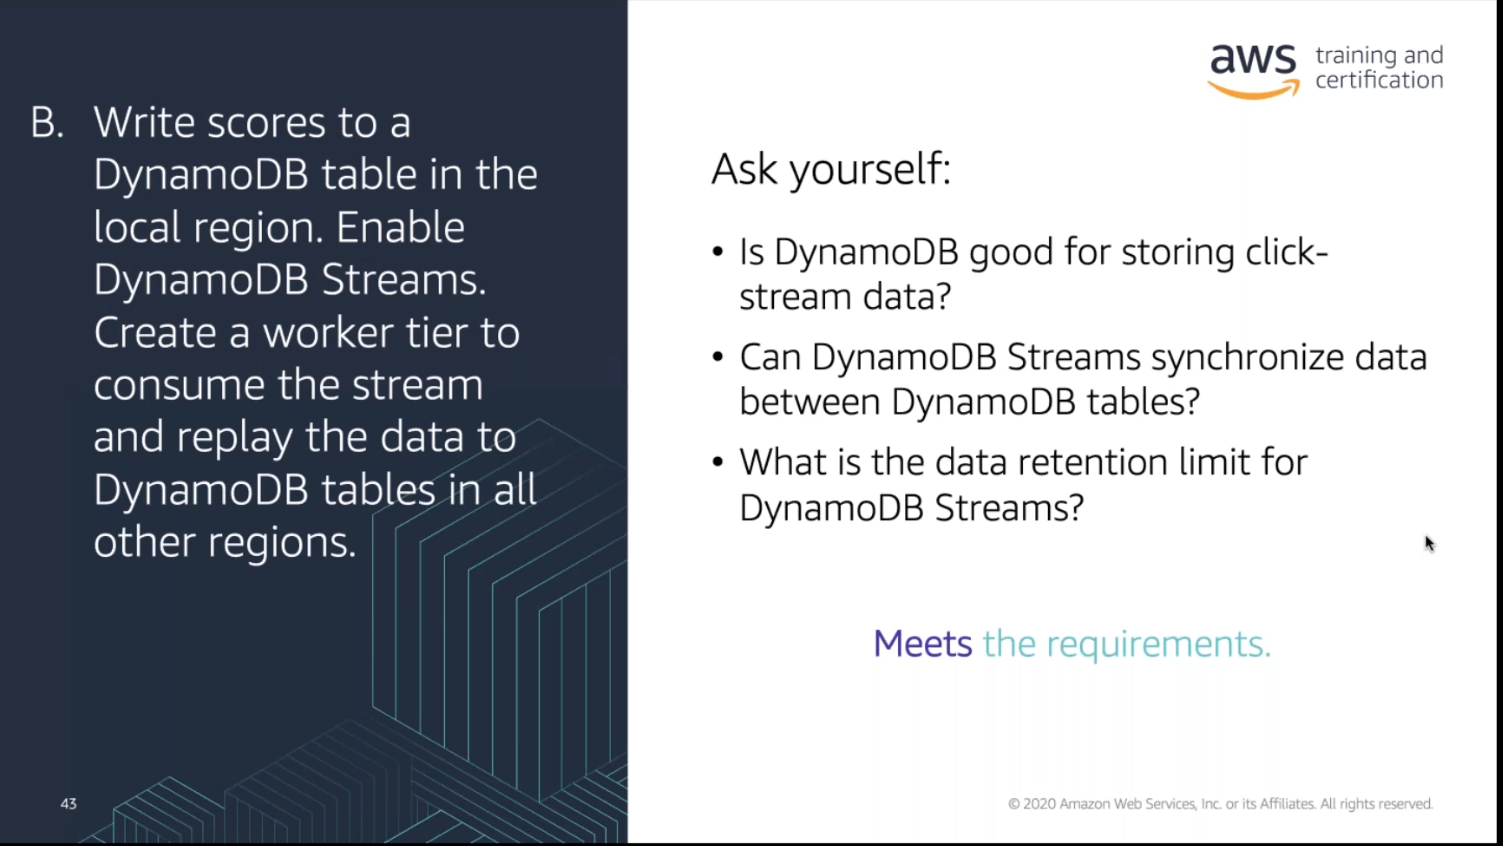 B. Write scores to a
DynamoDB table in the
local region. Enable
DynamoDB Streams.
Create a worker tier to
consume the stream
and replay the data to
DynamoDB tables in all
other regions.
43
aws training and
certification
Ask yourself:
• Is DynamoDB good for storing click-
stream data?
• Can DynamoDB Streams synchronize data
between DynamoDB tables?
• What is the data retention limit for
DynamoDB Streams?
Meets the requirements.
© 2020 Amazon Web Services, Inc. or its Affiliates. All rights reserved.